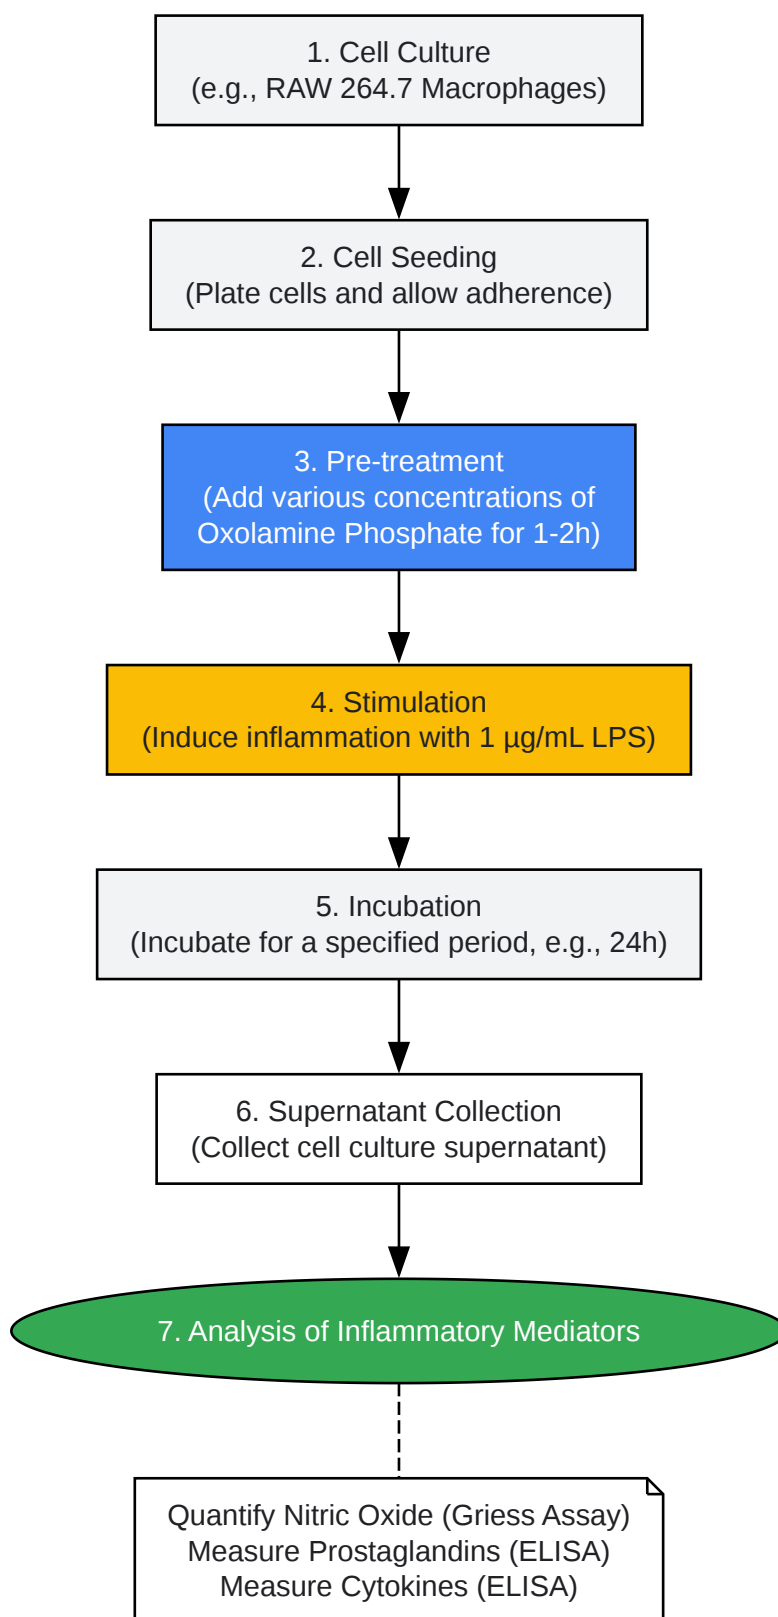 1. Cell Culture
(e.g., RAW 264.7 Macrophages)
2. Cell Seeding
(Plate cells and allow adherence)
3. Pre-treatment
(Add various concentrations of
Oxolamine Phosphate for 1-2h)
4. Stimulation
(Induce inflammation with 1 µg/mL LPS)
5. Incubation
(Incubate for a specified period, e.g., 24h)
6. Supernatant Collection
(Collect cell culture supernatant)
7. Analysis of Inflammatory Mediators
Quantify Nitric Oxide (Griess Assay)
Measure Prostaglandins (ELISA)
Measure Cytokines (ELISA)